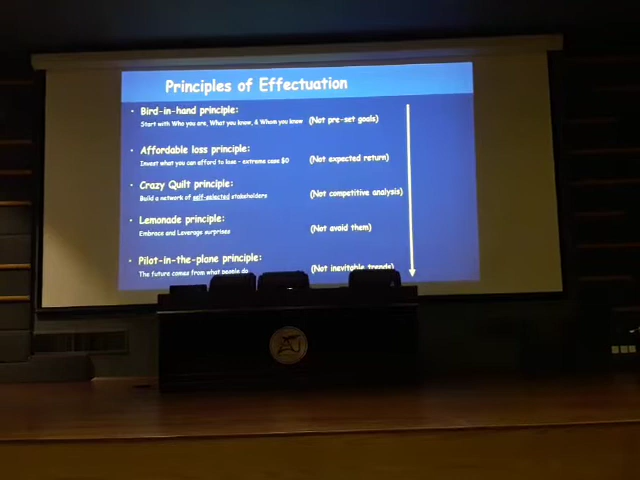 Principles of Effectuation
• Bird-in-hand principle:
Start with Who you are, What you know, & Whom you know (Not pre-set goals)
• Affordable loss principle:
Invest what you can afford to lose - extreme case $0 (Not expected return)
• Crazy Quilt principle:
Build a network of self-selected stakeholders (Not competitive analysis)
• Lemonade principle:
Embrace and Leverage surprises (Not avoid them)
• Pilot-in-the-plane principle:
The future comes from what people do (Not inevitable trends)